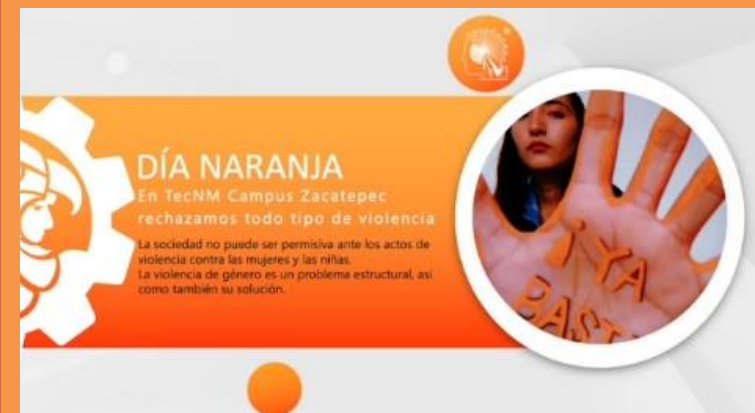 DÍA NARANJA
En TecNM Campus Zacatepec
rechazamos todo tipo de violencia
La sociedad no puede ser permisiva ante los actos de
violencia contra las mujeres y las niñas.
La violencia de género es un problema estructural, asi
como también su solución.
¡YA
BAST